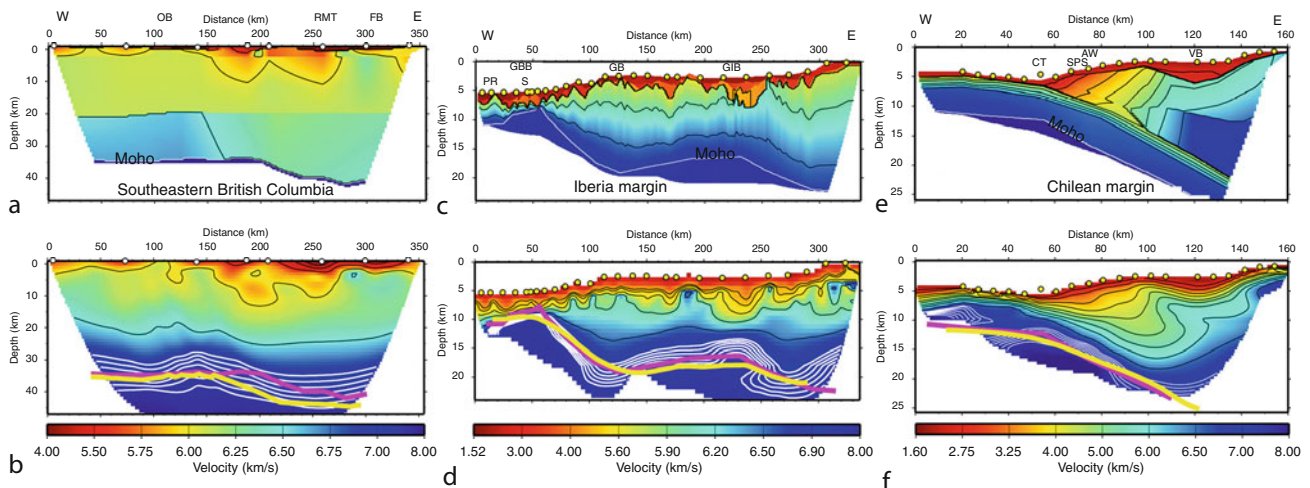 W OB Distance (km) RMT FB E
0 50 100 150 200 250 300 350
Depth (km)
0
10
20
30
40
Moho
Southeastern British Columbia
a
Distance (km)
0 50 100 150 200 250 300 350
Depth (km)
0
10
20
30
40
4.00 5.50 5.75 6.00 6.25 6.50 6.75 7.00 8.00
Velocity (km/s)
b
Distance (km)
W E
0 50 100 150 200 250 300
GBB GB GIB
PR S
Depth (km)
0
5
10
15
20
Moho
Iberia margin
c
Distance (km)
0 50 100 150 200 250 300
Depth (km)
0
5
10
15
20
1.52 3.00 3.60 4.90 5.90 6.20 6.50 6.90 8.00
Velocity (km/s)
d
Distance (km)
W E
0 20 40 60 80 100 120 140 160
AW VB
CT SPS
Depth (km)
0
5
10
15
20
25
Moho
Chilean margin
e
Distance (km)
0 20 40 60 80 100 120 140 160
Depth (km)
0
5
10
15
20
25
1.60 2.75 3.25 4.00 5.00 6.00 6.50 7.00 8.00
Velocity (km/s)
f